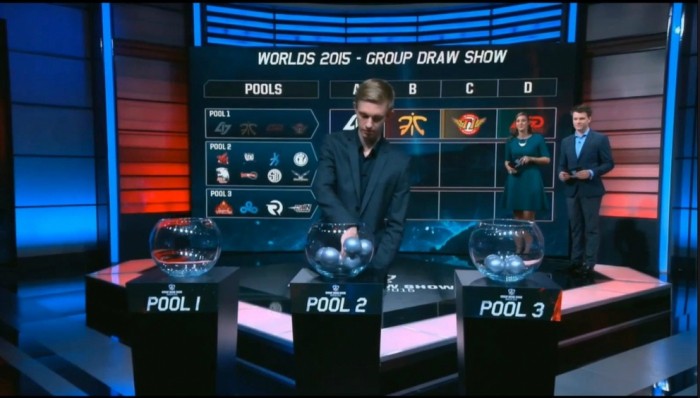 WORLDS 2015 - GROUP DRAW SHOW
POOLS
B
C
D
POOL 1
POOL 2
POOL 3
POOL 1
POOL 2
POOL 3